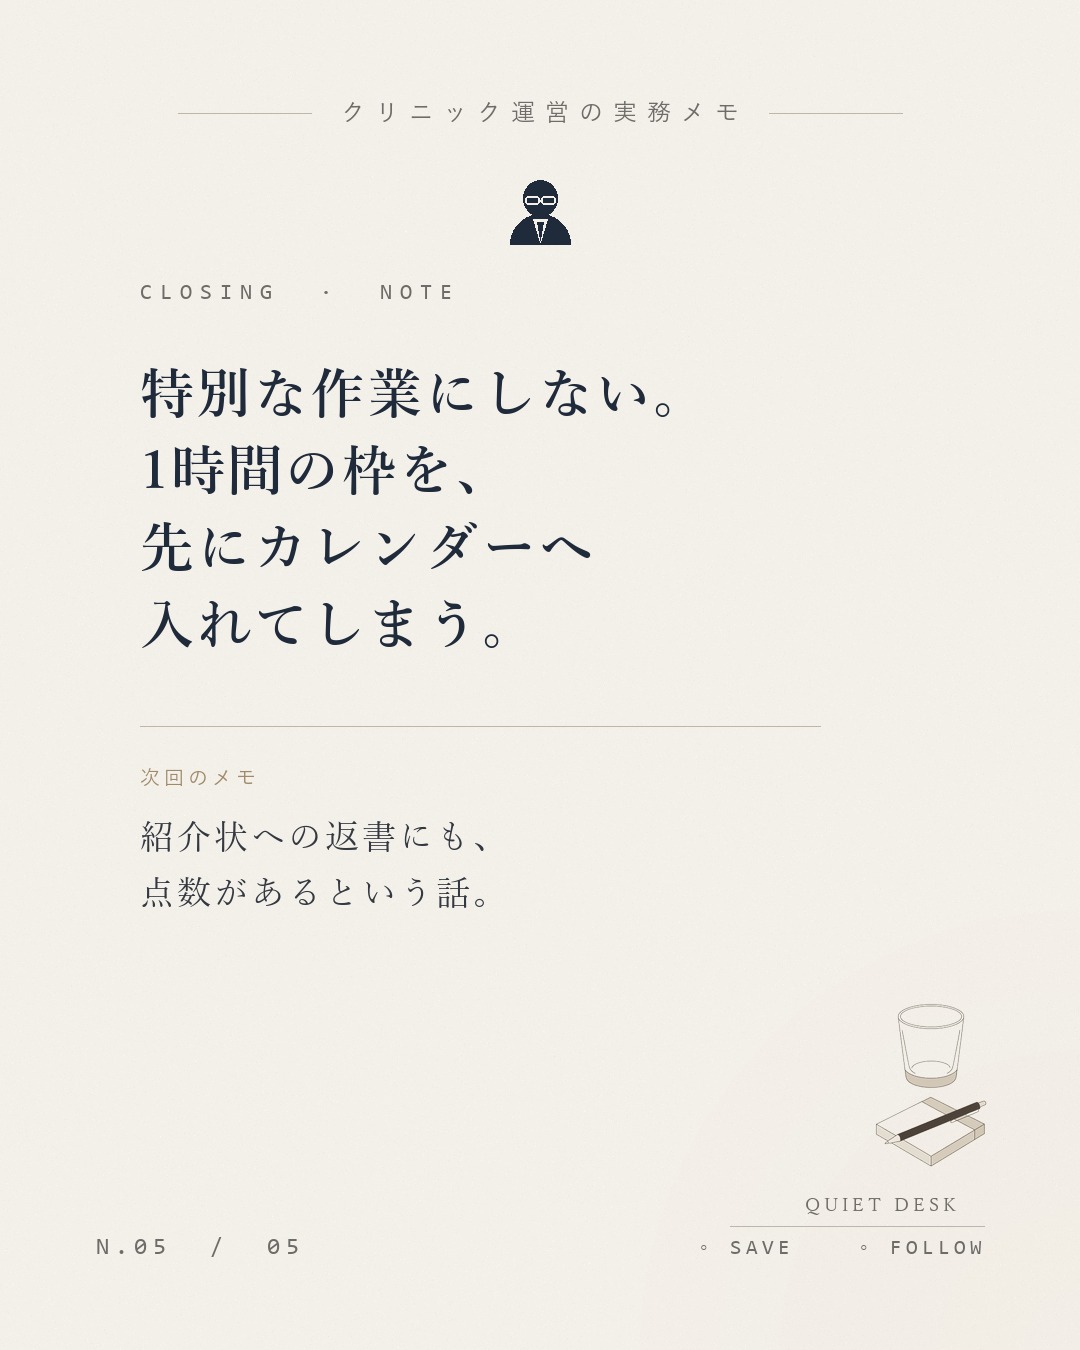 クリニック運営の実務メモ
CLOSING · NOTE
特別な作業にしない。
1時間の枠を、
先にカレンダーへ
入れてしまう。
次回のメモ
紹介状への返書にも、
点数があるという話。
QUIET DESK
N.05 / 05
◦ SAVE ◦ FOLLOW